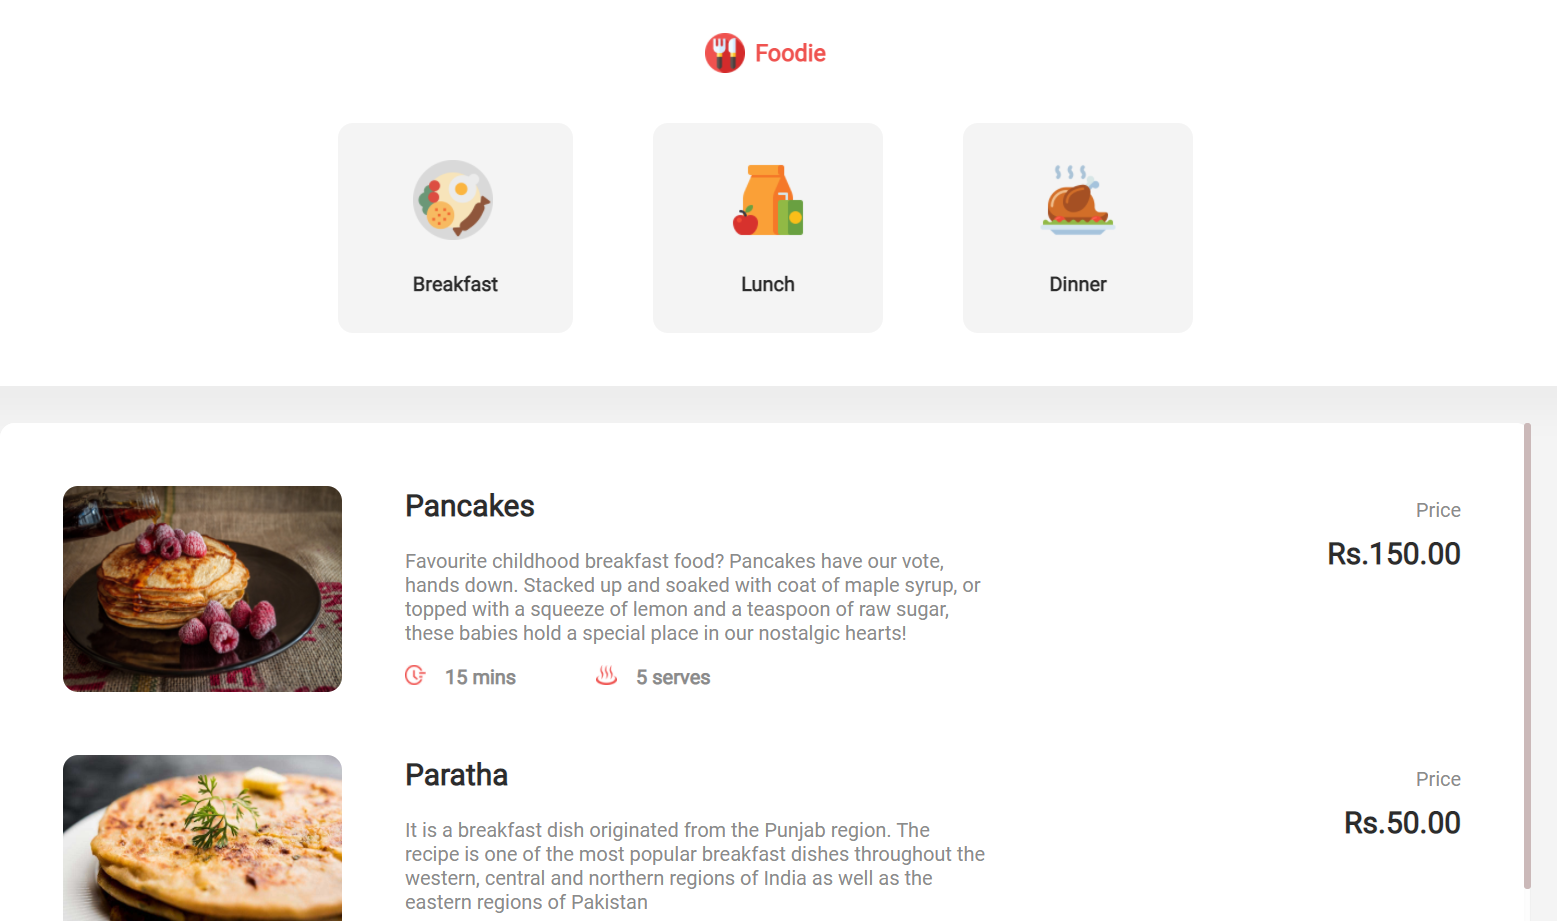 Foodie
Breakfast
Lunch
Dinner
Pancakes
Price
Rs.150.00
Favourite childhood breakfast food? Pancakes have our vote,
hands down. Stacked up and soaked with coat of maple syrup, or
topped with a squeeze of lemon and a teaspoon of raw sugar,
these babies hold a special place in our nostalgic hearts!
15 mins
5 serves
Paratha
Price
Rs.50.00
It is a breakfast dish originated from the Punjab region. The
recipe is one of the most popular breakfast dishes throughout the
western, central and northern regions of India as well as the
eastern regions of Pakistan